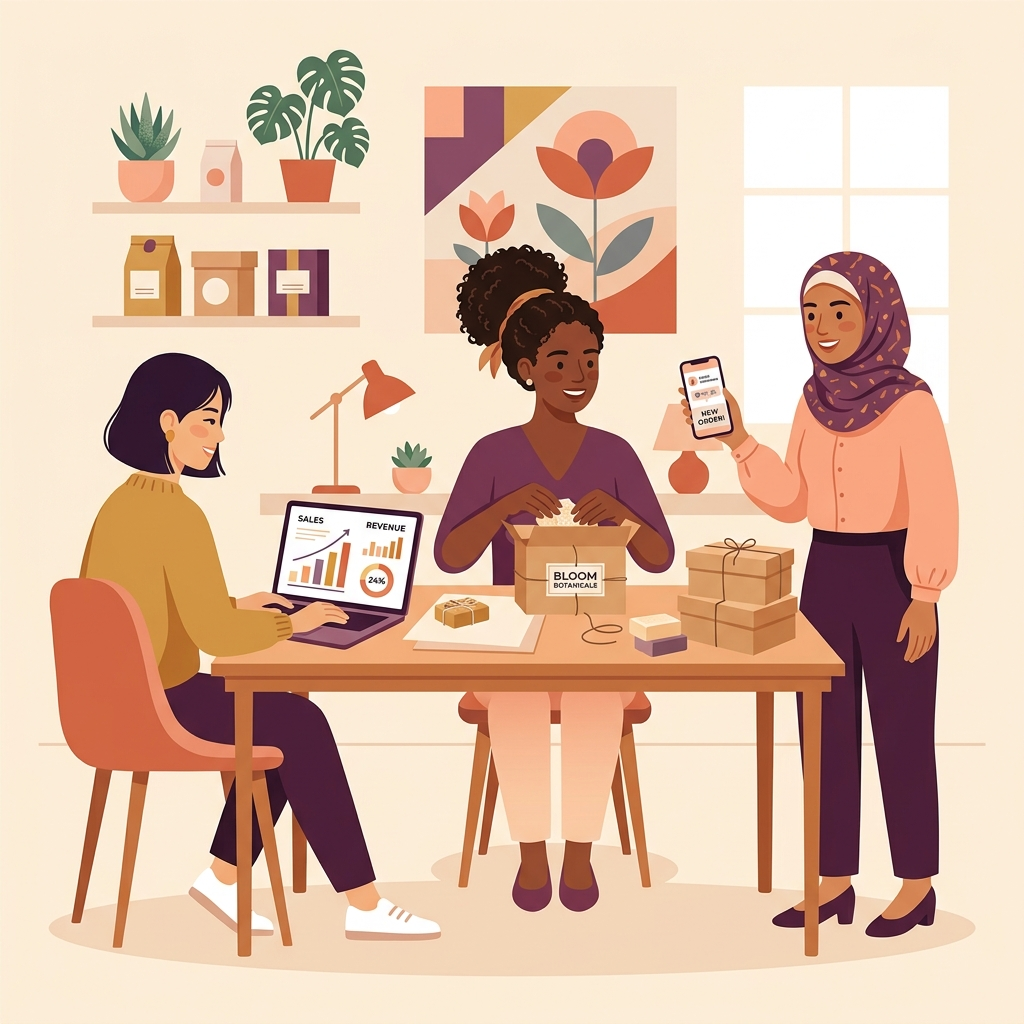 SALES
REVENUE
24%
NEW
ORDER!
BLOOM
BOTANICALE